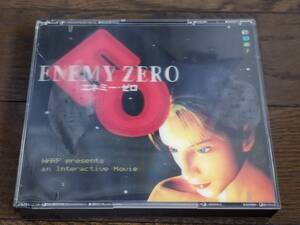 ENEMY ZERO
エネミー・ゼロ
WARP presents
an Interactive Movie